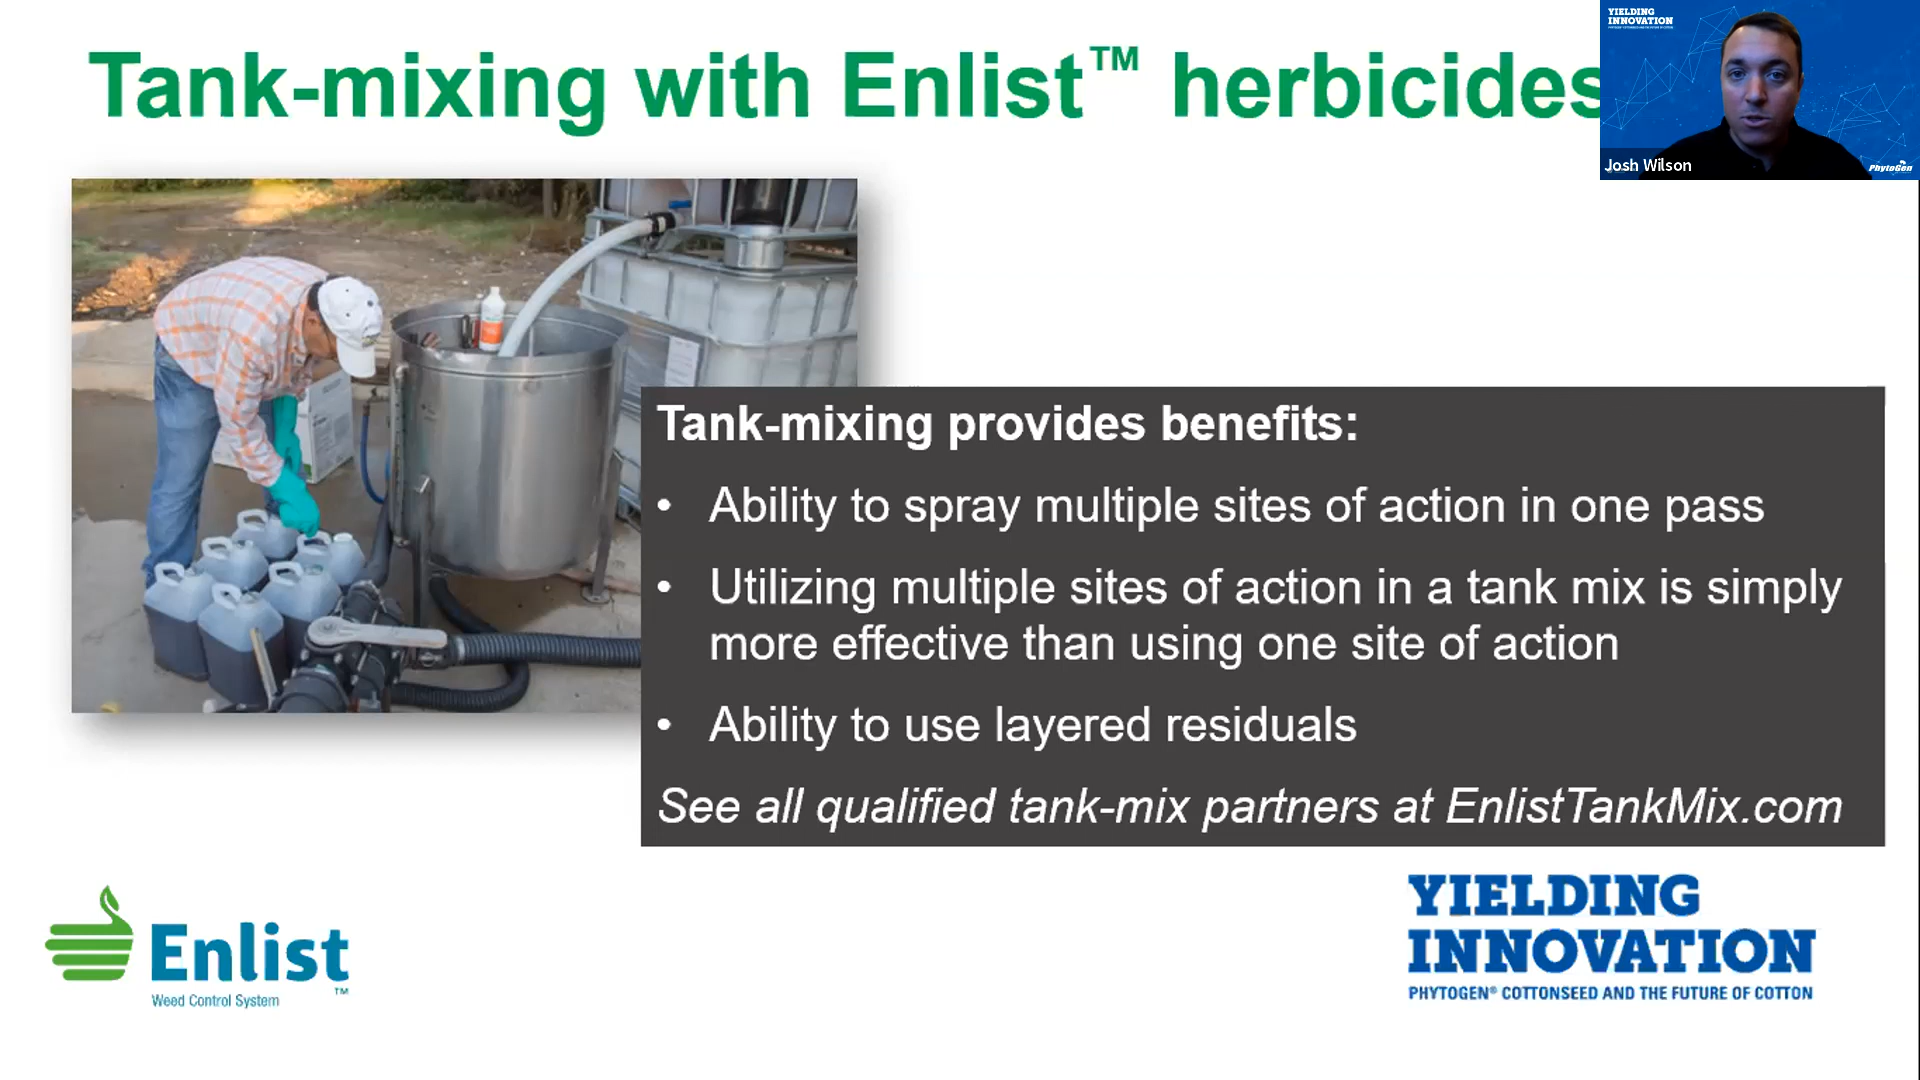 Tank-mixing with Enlist™ herbicides
YIELDING
INNOVATION
Josh Wilson
PhytoGen
Tank-mixing provides benefits:
• Ability to spray multiple sites of action in one pass
• Utilizing multiple sites of action in a tank mix is simply
more effective than using one site of action
• Ability to use layered residuals
See all qualified tank-mix partners at EnlistTankMix.com
Enlist™
Weed Control System
YIELDING
INNOVATION
PHYTOGEN® COTTONSEED AND THE FUTURE OF COTTON